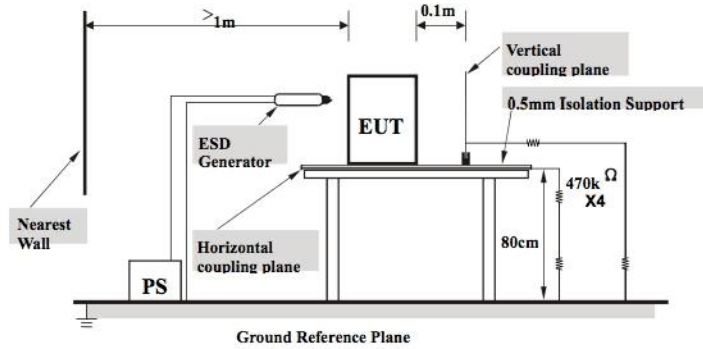 >1m
0.1m
Vertical
coupling plane
0.5mm Isolation Support
EUT
ESD
Generator
470k Ω
X4
Nearest
Wall
Horizontal
coupling plane
80cm
PS
Ground Reference Plane